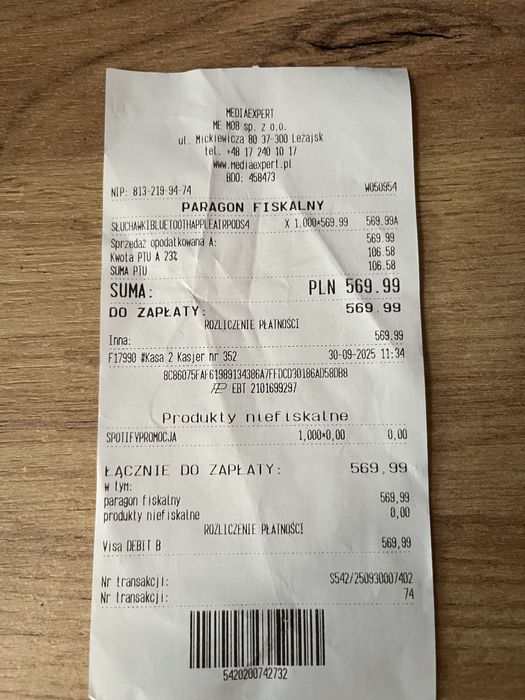 MEDIAEXPERT
ME M08 sp. z o.o.
ul. Mickiewicza 80 37-300 Leżajsk
tel. +48 17 240 10 17
www.mediaexpert.pl
BDO: 458473
NIP: 813-219-94-74 W050954
PARAGON FISKALNY
SŁUCHAWKIBLUETOOTHAPPLEAIRPODS4 X 1.000*569.99 569.99A
Sprzedaż opodatkowana A: 569.99
Kwota PTU A 23% 106.58
SUMA PTU 106.58
SUMA: PLN 569.99
DO ZAPŁATY: 569.99
ROZLICZENIE PŁATNOŚCI
Inna: 569.99
F17990 #Kasa 2 Kasjer nr 352 30-09-2025 11:34
8C86075FAF61989134386A7FFDCD30186AD58DB8
EBT 2101699297
Produkty niefiskalne
SPOTIFYPROMOCJA 1,000*0,00 0,00
ŁĄCZNIE DO ZAPŁATY: 569,99
w tym:
paragon fiskalny 569,99
produkty niefiskalne 0,00
ROZLICZENIE PŁATNOŚCI
Visa DEBIT B 569,99
Nr transakcji: S542/250930007402
Nr transakcji: 74
5420200742732